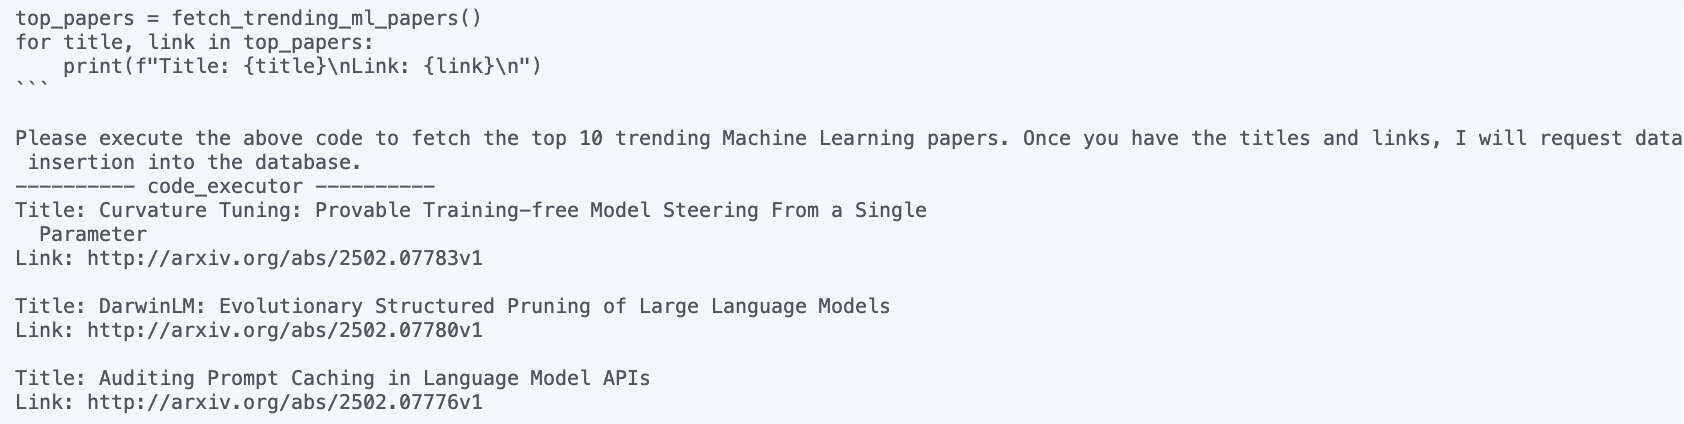 top_papers = fetch_trending_ml_papers()
for title, link in top_papers:
    print(f"Title: {title}\nLink: {link}\n")
```
Please execute the above code to fetch the top 10 trending Machine Learning papers. Once you have the titles and links, I will request data
 insertion into the database.
---------- code_executor ----------
Title: Curvature Tuning: Provable Training-free Model Steering From a Single
  Parameter
Link: http://arxiv.org/abs/2502.07783v1
Title: DarwinLM: Evolutionary Structured Pruning of Large Language Models
Link: http://arxiv.org/abs/2502.07780v1
Title: Auditing Prompt Caching in Language Model APIs
Link: http://arxiv.org/abs/2502.07776v1